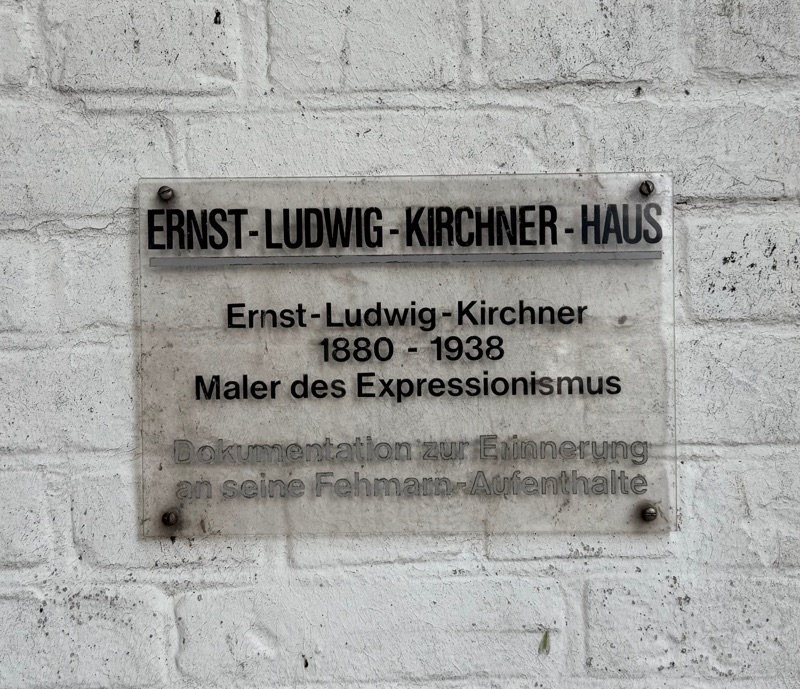 ERNST-LUDWIG-KIRCHNER-HAUS
Ernst-Ludwig-Kirchner
1880 - 1938
Maler des Expressionismus
Dokumentation zur Erinnerung
an seine Fehmarn-Aufenthalte